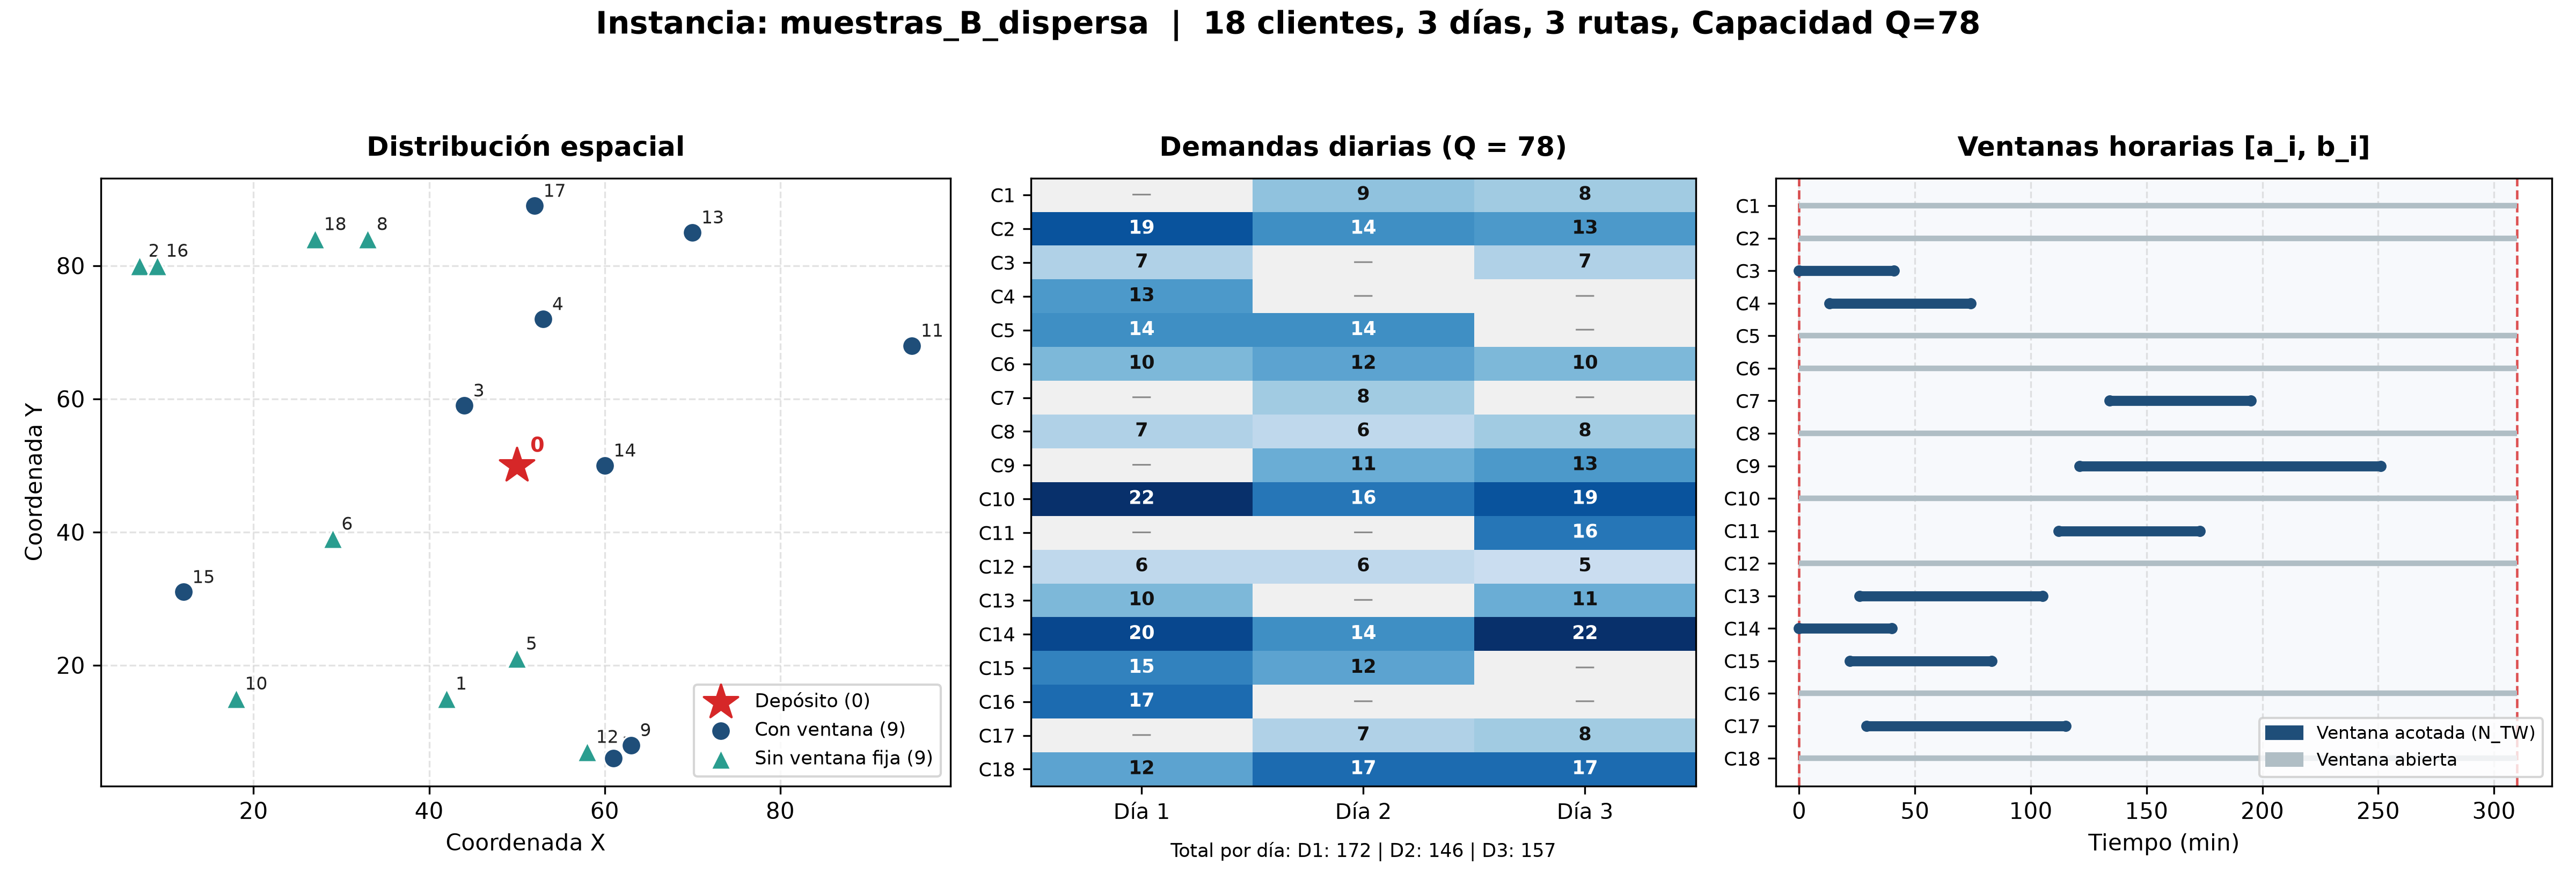 Instancia: muestras_B_dispersa | 18 clientes, 3 días, 3 rutas, Capacidad Q=78
Distribución espacial
Coordenada Y
80
60
40
20
17
18
8
13
2
16
4
11
3
0
14
6
15
5
10
1
12
9
Depósito (0)
Con ventana (9)
Sin ventana fija (9)
20 40 60 80
Coordenada X
Demandas diarias (Q = 78)
C1 — 9 8
C2 19 14 13
C3 7 — 7
C4 13 — —
C5 14 14 —
C6 10 12 10
C7 — 8 —
C8 7 6 8
C9 — 11 13
C10 22 16 19
C11 — — 16
C12 6 6 5
C13 10 — 11
C14 20 14 22
C15 15 12 —
C16 17 — —
C17 — 7 8
C18 12 17 17
Día 1 Día 2 Día 3
Total por día: D1: 172 | D2: 146 | D3: 157
Ventanas horarias [a_i, b_i]
C1
C2
C3
C4
C5
C6
C7
C8
C9
C10
C11
C12
C13
C14
C15
C16
C17
C18
Ventana acotada (N_TW)
Ventana abierta
0 50 100 150 200 250 300
Tiempo (min)